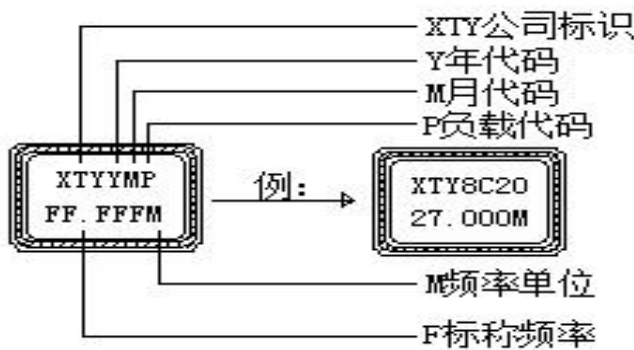 XTY公司标识
Y年代码
M月代码
P负载代码
XTYYMP
FF.FFFM
例:
XTY8C20
27.000M
M频率单位
F标称频率